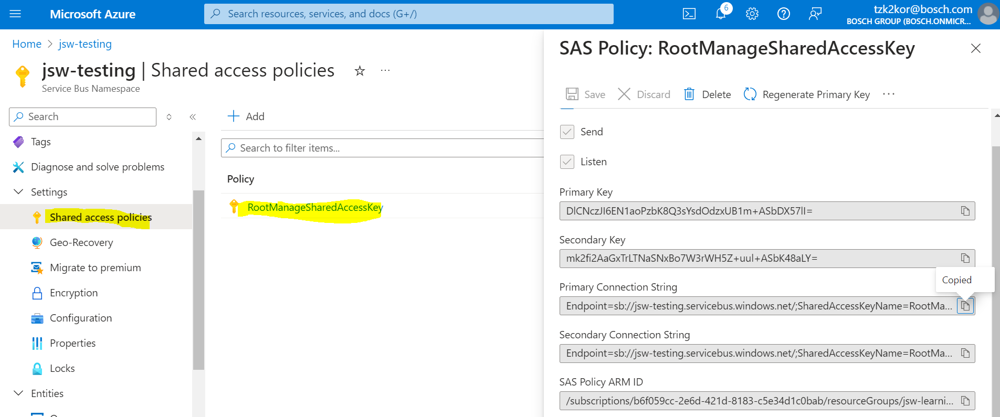 Microsoft Azure
Search resources, services, and docs (G+/)
6
tzk2kor@bosch.com
BOSCH GROUP (BOSCH.ONMICR...
Home > jsw-testing
jsw-testing | Shared access policies
Service Bus Namespace
Search
Tags
Diagnose and solve problems
Settings
Shared access policies
Geo-Recovery
Migrate to premium
Encryption
Configuration
Properties
Locks
Entities
Add
Search to filter items...
Policy
RootManageSharedAccessKey
SAS Policy: RootManageSharedAccessKey
Save
Discard
Delete
Regenerate Primary Key
Send
Listen
Primary Key
DlCNczJI6EN1aoPzbK8Q3sYsdOdzxUB1m+ASbDX57lI=
Secondary Key
mk2fi2AaGxTrLTNaSNxBo7W3rWH5Z+uul+ASbK48aLY=
Copied
Primary Connection String
Endpoint=sb://jsw-testing.servicebus.windows.net/;SharedAccessKeyName=RootMa...
Secondary Connection String
Endpoint=sb://jsw-testing.servicebus.windows.net/;SharedAccessKeyName=RootMa...
SAS Policy ARM ID
/subscriptions/b6f059cc-2e6d-421d-8183-c5e34d1c0bab/resourceGroups/jsw-learni...